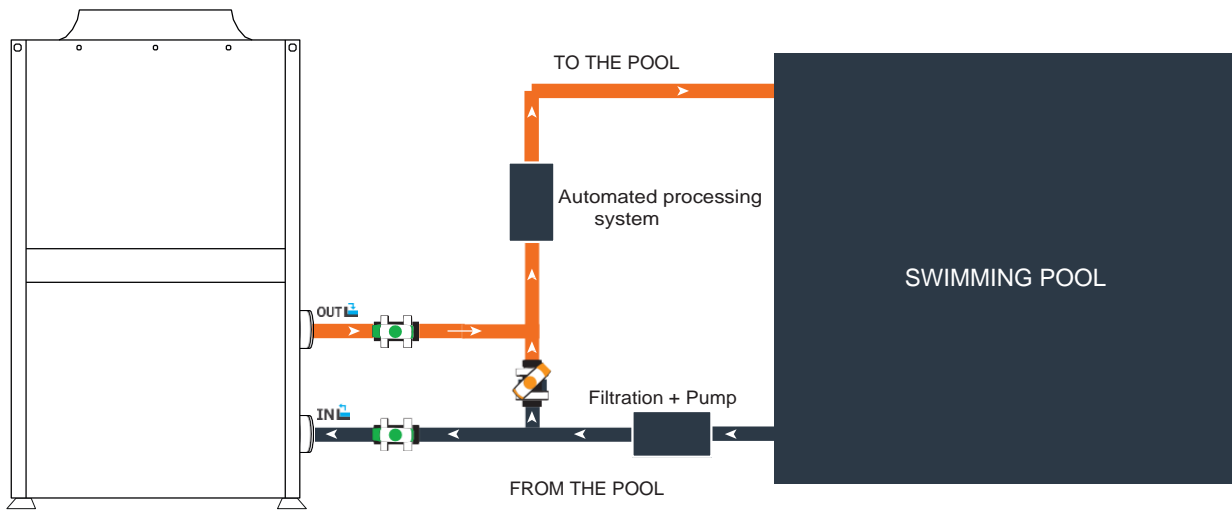 TO THE POOL
Automated processing
system
SWIMMING POOL
OUT
IN
Filtration + Pump
FROM THE POOL